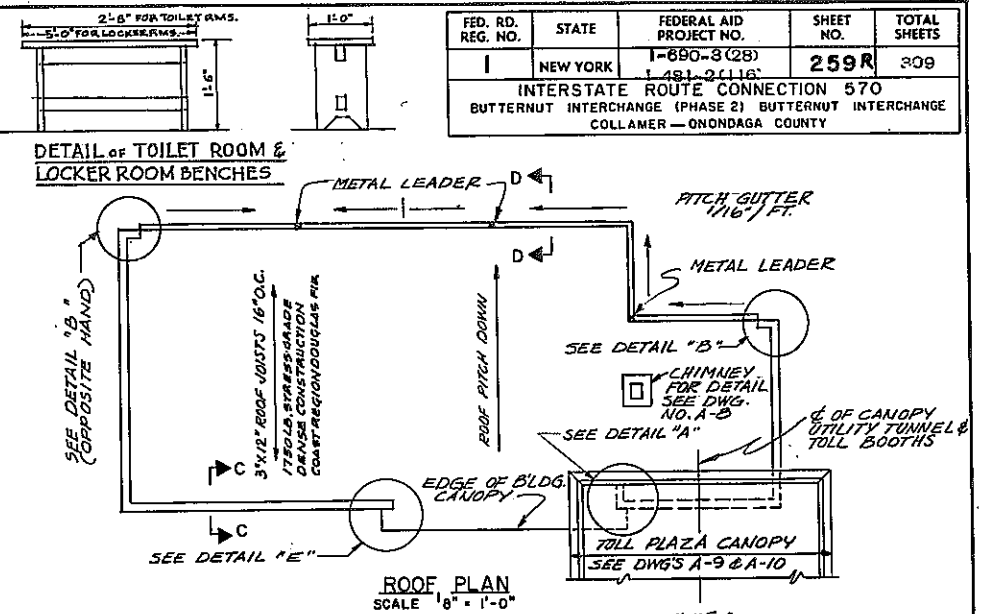 2'-8" FOR TOILET RMS.
5'-0" FOR LOCKER RMS.
1'-0"
1'-6"
DETAIL OF TOILET ROOM &
LOCKER ROOM BENCHES
FED. RD.
REG. NO.
STATE
FEDERAL AID
PROJECT NO.
SHEET
NO.
TOTAL
SHEETS
1
NEW YORK
I-690-3(28)
I-481-2(116)
259R
309
INTERSTATE ROUTE CONNECTION 570
BUTTERNUT INTERCHANGE (PHASE 2) BUTTERNUT INTERCHANGE
COLLAMER — ONONDAGA COUNTY
METAL LEADER
D
D
PITCH GUTTER
1/16"/FT.
METAL LEADER
SEE DETAIL "B"
(OPPOSITE HAND)
3"X12" ROOF JOISTS 16" O.C.
1750 LB. STRESS GRADE
DENSE CONSTRUCTION
COAST REGION DOUGLAS FIR
ROOF PITCH DOWN
SEE DETAIL "B"
CHIMNEY
FOR DETAIL
SEE DWG.
NO. A-8
SEE DETAIL "A"
℄ OF CANOPY
UTILITY TUNNEL &
TOLL BOOTHS
C
C
EDGE OF B'LDG.
CANOPY
SEE DETAIL "E"
TOLL PLAZA CANOPY
SEE DWG'S A-9 & A-10
ROOF PLAN
SCALE 1/8" = 1'-0"